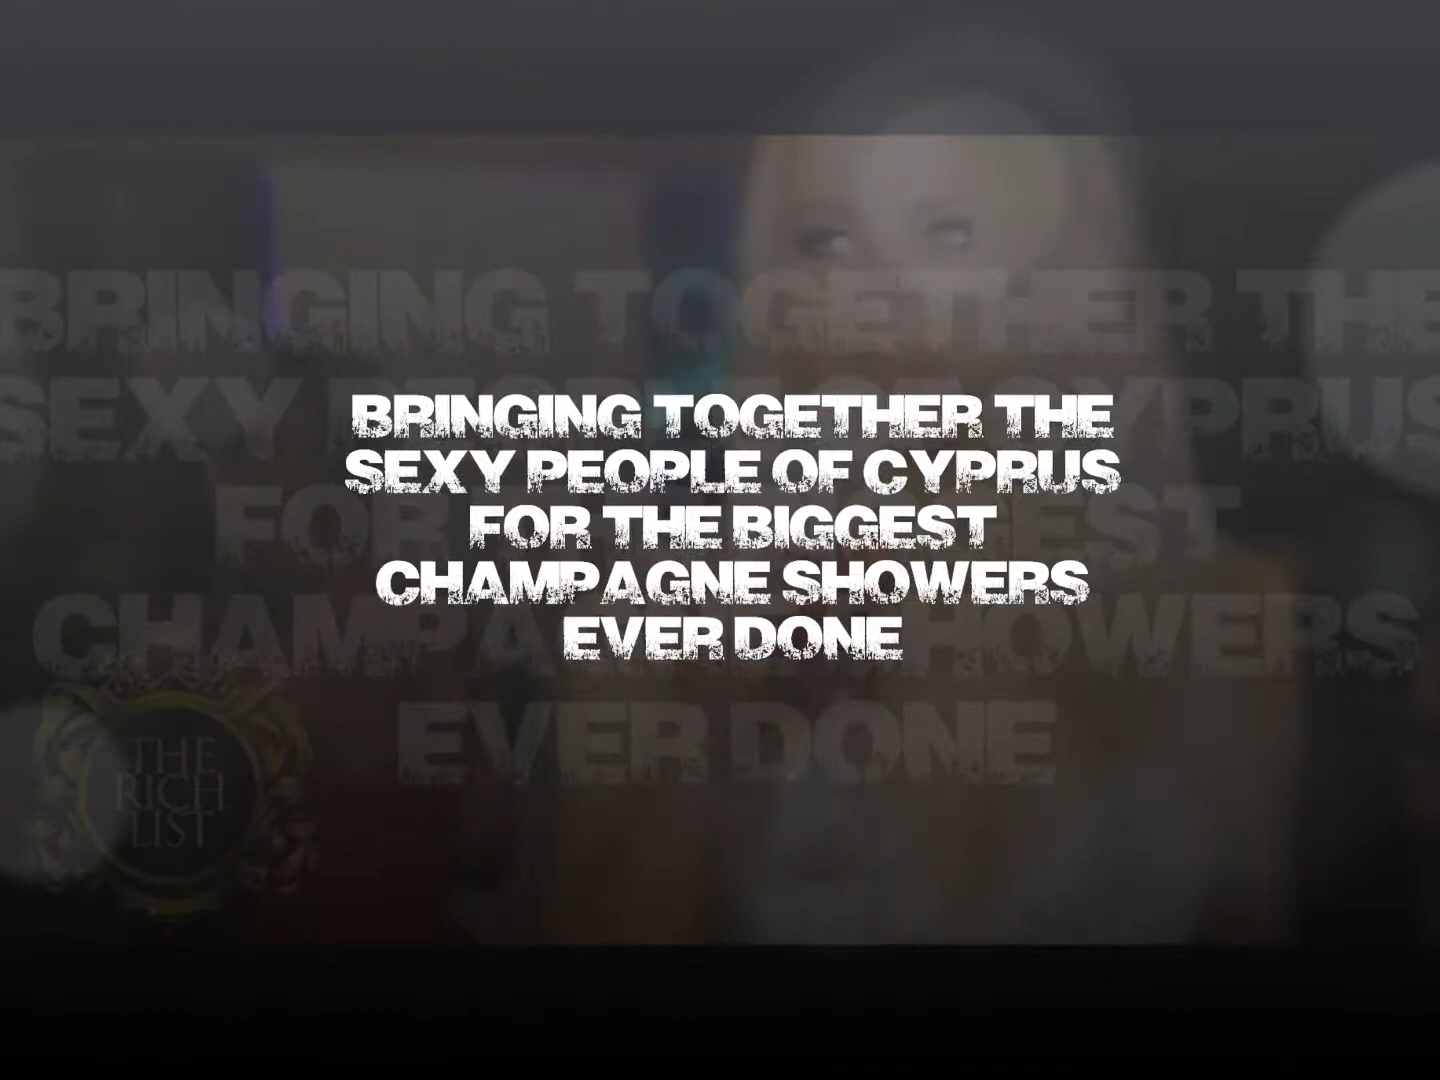 BRINGING TOGETHER THE
SEXY PEOPLE OF CYPRUS
FOR THE BIGGEST
CHAMPAGNE SHOWERS
EVER DONE
THE
RICH
LIST